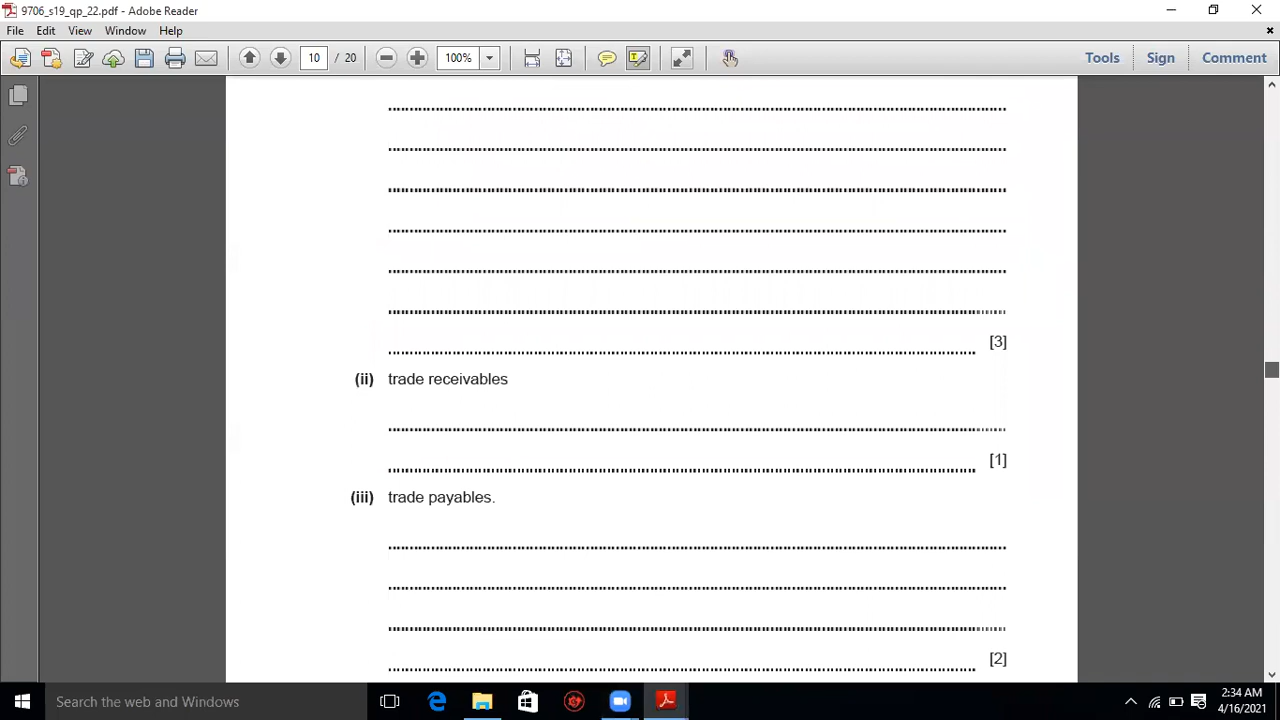 9706_s19_qp_22.pdf - Adobe Reader
File Edit View Window Help
10 / 20 100% Tools Sign Comment
[3]
(ii) trade receivables
[1]
(iii) trade payables.
[2]
Search the web and Windows
2:34 AM
4/16/2021